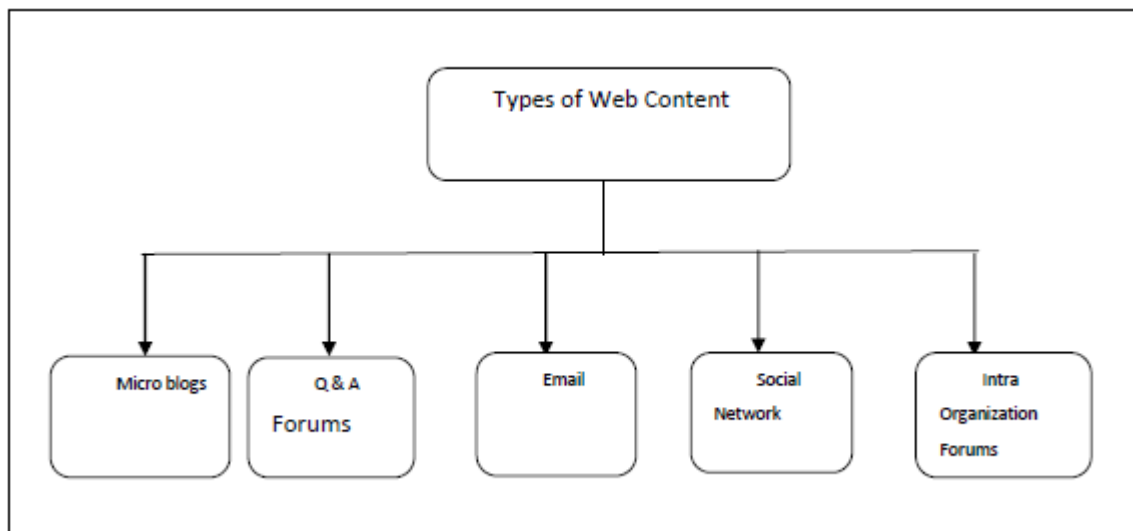 Types of Web Content
Micro blogs
Q & A
Forums
Email
Social
Network
Intra
Organization
Forums